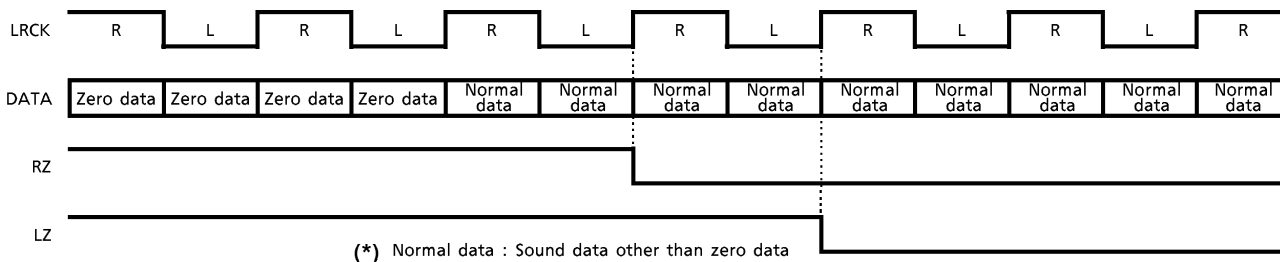 LRCK R L R L R L R L R L R L R
DATA Zero data Zero data Zero data Zero data Normal data Normal data Normal data Normal data Normal data Normal data Normal data Normal data Normal data
RZ
LZ
(*) Normal data : Sound data other than zero data